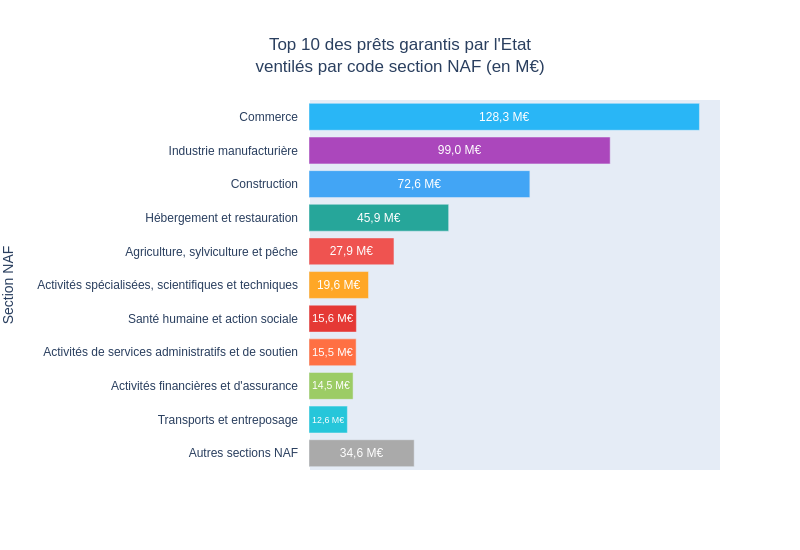 Top 10 des prêts garantis par l'Etat
ventilés par code section NAF (en M€)
Section NAF
Commerce 128,3 M€
Industrie manufacturière 99,0 M€
Construction 72,6 M€
Hébergement et restauration 45,9 M€
Agriculture, sylviculture et pêche 27,9 M€
Activités spécialisées, scientifiques et techniques 19,6 M€
Santé humaine et action sociale 15,6 M€
Activités de services administratifs et de soutien 15,5 M€
Activités financières et d'assurance 14,5 M€
Transports et entreposage 12,6 M€
Autres sections NAF 34,6 M€